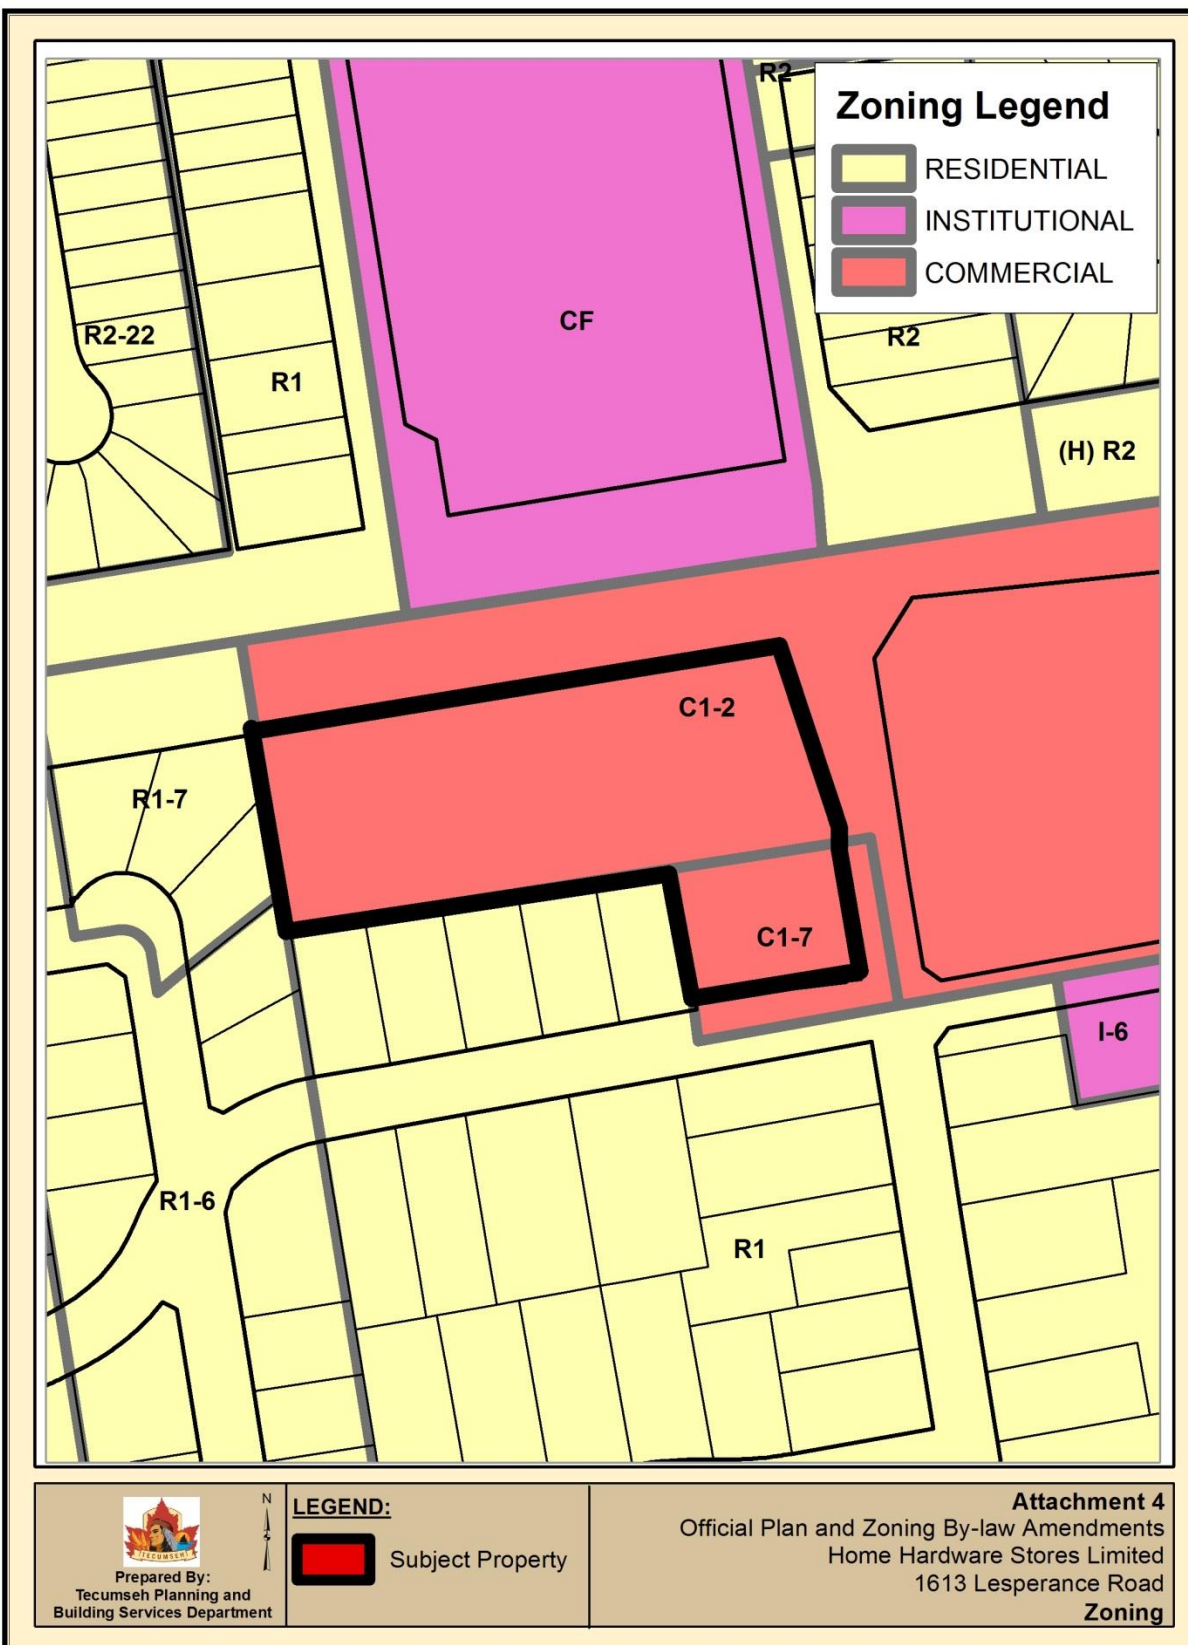 R2
Zoning Legend
RESIDENTIAL
INSTITUTIONAL
COMMERCIAL
CF
R2-22
R2
R1
(H) R2
C1-2
R1-7
C1-7
I-6
R1-6
R1
TECUMSEH
N
Prepared By:
Tecumseh Planning and
Building Services Department
LEGEND:
Subject Property
Attachment 4
Official Plan and Zoning By-law Amendments
Home Hardware Stores Limited
1613 Lesperance Road
Zoning